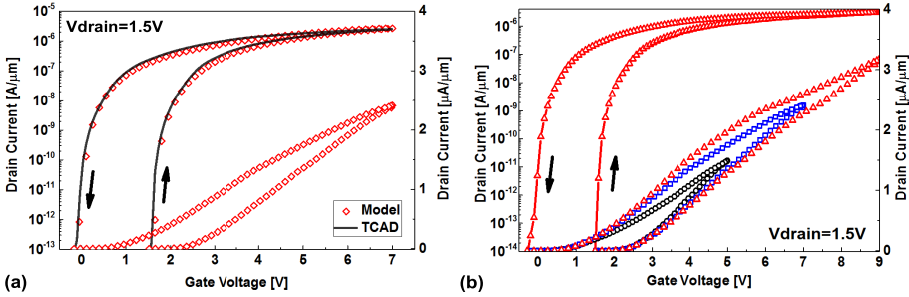 Vdrain=1.5V
10⁻⁵
10⁻⁶
10⁻⁷
10⁻⁸
10⁻⁹
10⁻¹⁰
10⁻¹¹
10⁻¹²
10⁻¹³
Drain Current [A/µm]
4
3
2
1
0
Drain Current [µA/µm]
Model
TCAD
0 1 2 3 4 5 6 7
Gate Voltage [V]
(a)
10⁻⁶
10⁻⁷
10⁻⁸
10⁻⁹
10⁻¹⁰
10⁻¹¹
10⁻¹²
10⁻¹³
10⁻¹⁴
Drain Current [A/µm]
4
3
2
1
0
Drain Current [µA/µm]
Vdrain=1.5V
0 1 2 3 4 5 6 7 8 9
Gate Voltage [V]
(b)